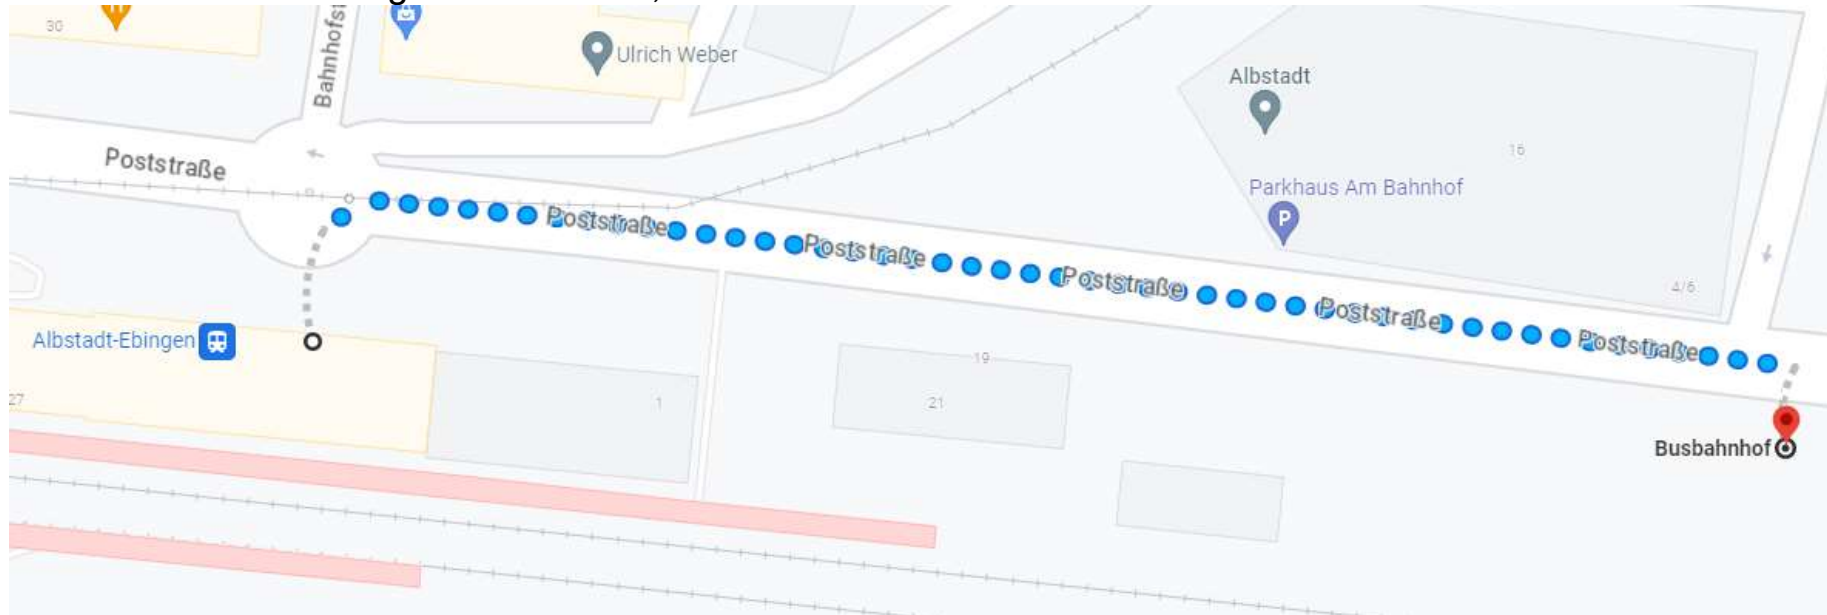 30
Bahnhofst
Ulrich Weber
Albstadt
16
Poststraße
Parkhaus Am Bahnhof
P
Poststraße
Poststraße
Poststraße
4/6
Poststraße
Poststraße
Albstadt-Ebingen
19
27
1
21
Busbahnhof